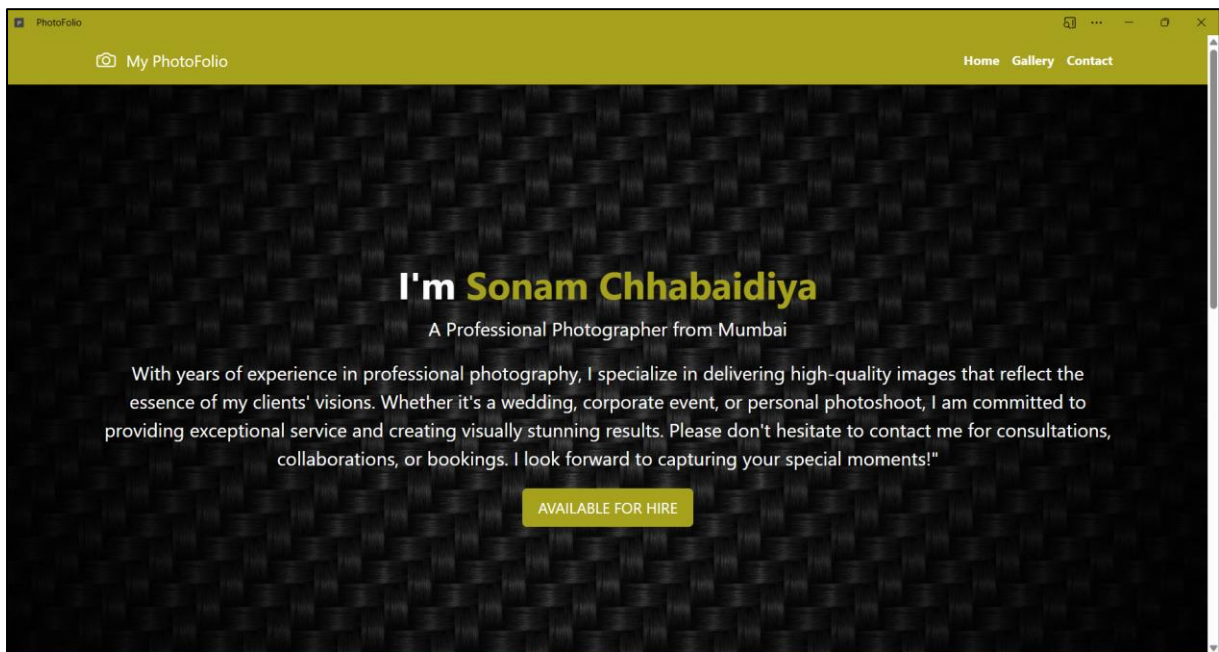 PhotoFolio
My PhotoFolio
Home Gallery Contact
I'm Sonam Chhabaidiya
A Professional Photographer from Mumbai
With years of experience in professional photography, I specialize in delivering high-quality images that reflect the
essence of my clients' visions. Whether it's a wedding, corporate event, or personal photoshoot, I am committed to
providing exceptional service and creating visually stunning results. Please don't hesitate to contact me for consultations,
collaborations, or bookings. I look forward to capturing your special moments!"
AVAILABLE FOR HIRE